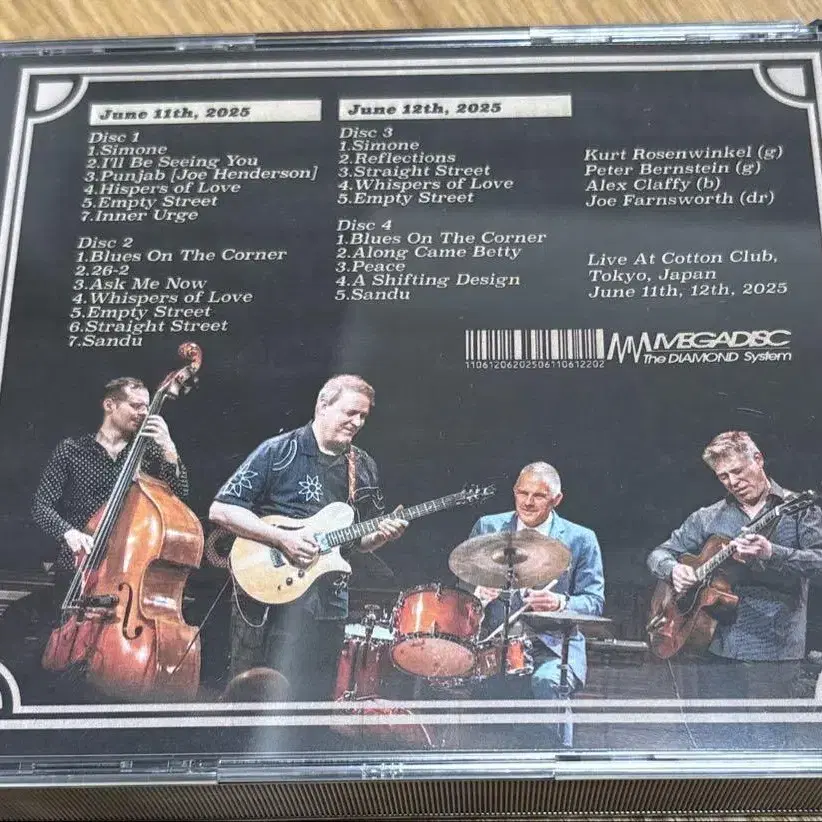 June 11th, 2025
Disc 1
1.Simone
2.I'll Be Seeing You
3.Punjab [Joe Henderson]
4.Hispers of Love
5.Empty Street
7.Inner Urge
Disc 2
1.Blues On The Corner
2.26-2
3.Ask Me Now
4.Whispers of Love
5.Empty Street
6.Straight Street
7.Sandu
June 12th, 2025
Disc 3
1.Simone
2.Reflections
3.Straight Street
4.Whispers of Love
5.Empty Street
Disc 4
1.Blues On The Corner
2.Along Came Betty
3.Peace
4.A Shifting Design
5.Sandu
Kurt Rosenwinkel (g)
Peter Bernstein (g)
Alex Claffy (b)
Joe Farnsworth (dr)
Live At Cotton Club,
Tokyo, Japan
June 11th, 12th, 2025
MEGADISC
The DIAMOND System
11061206202506110612202